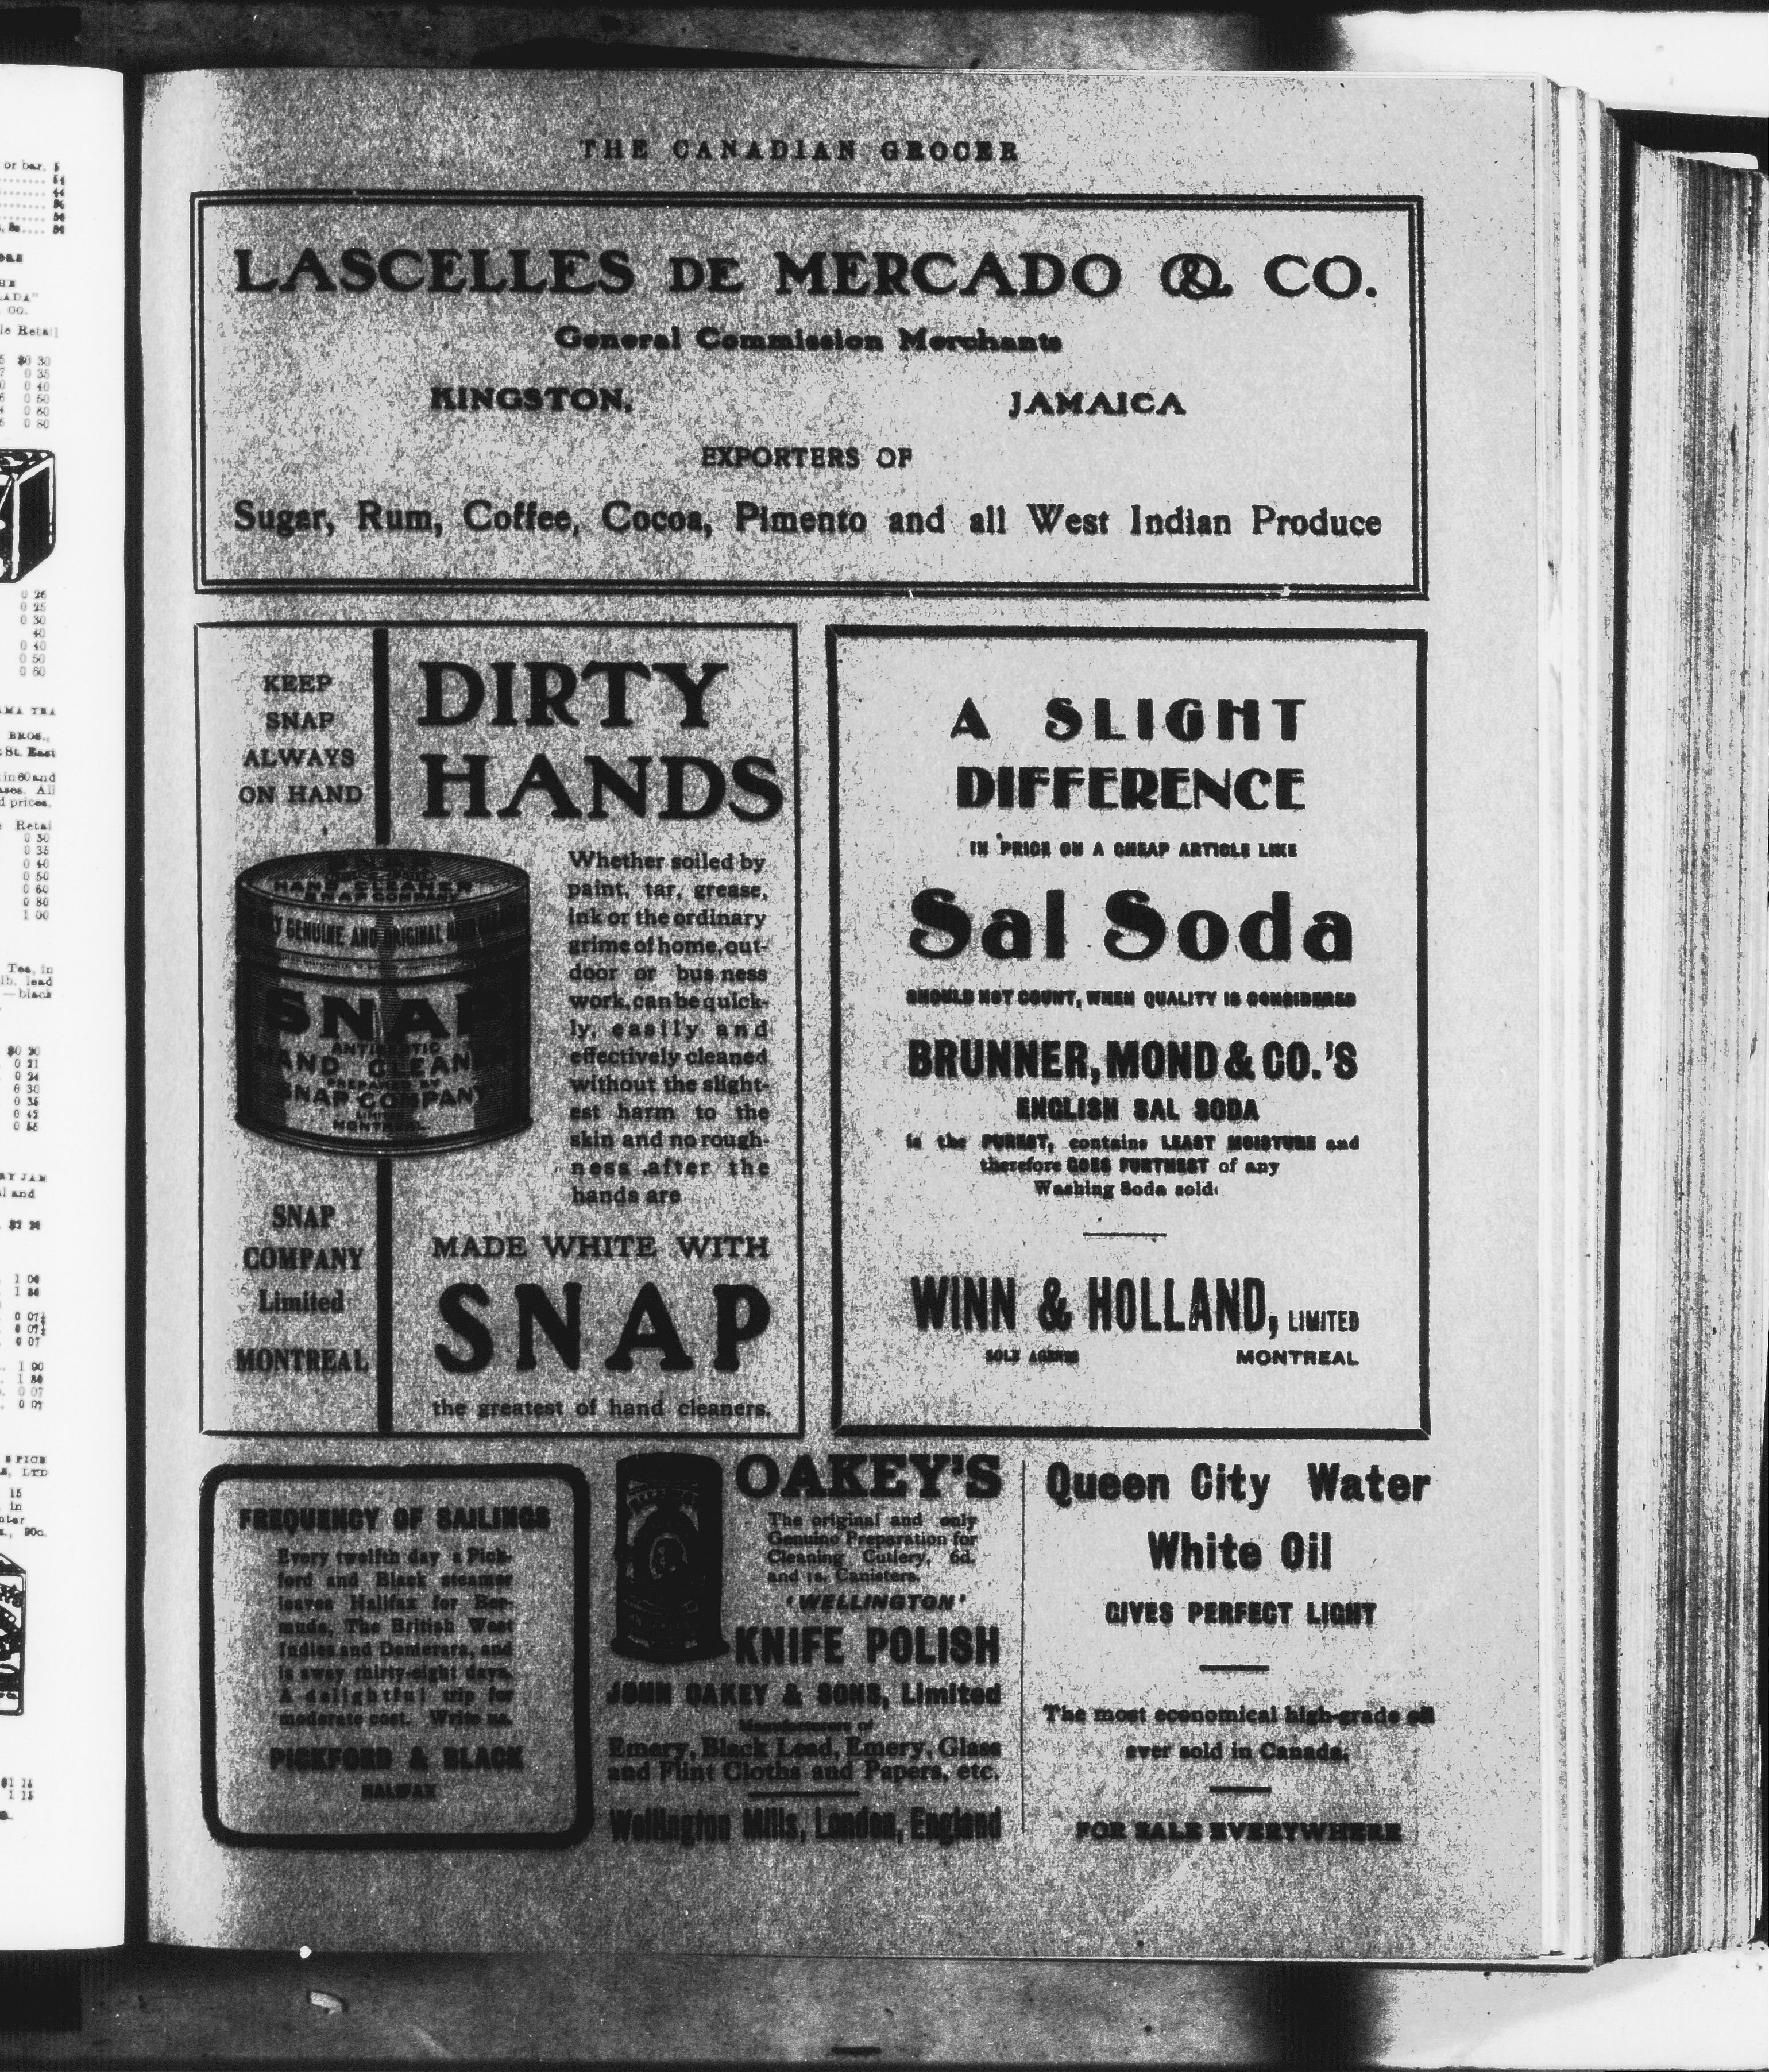 THE CANADIAN GROCER
LASCELLES DE MERCADO & CO.
General Commission Merchants
KINGSTON, JAMAICA
EXPORTERS OF
Sugar, Rum, Coffee, Cocoa, Pimento and all West Indian Produce
KEEP
SNAP
ALWAYS
ON HAND
SNAP
HAND CLEANER
SNAP COMPANY
GENUINE AND ORIGINAL
SNAP
ANTISEPTIC
HAND CLEAN
PREPARED BY
SNAP COMPANY
LIMITED
MONTREAL
SNAP
COMPANY
Limited
MONTREAL
DIRTY
HANDS
Whether soiled by
paint, tar, grease,
ink or the ordinary
grime of home, out-
door or bus ness
work, can be quick-
ly, easily and
effectively cleaned
without the slight-
est harm to the
skin and no rough-
ness after the
hands are
MADE WHITE WITH
SNAP
the greatest of hand cleaners.
A SLIGHT
DIFFERENCE
IN PRICE ON A CHEAP ARTICLE LIKE
Sal Soda
SHOULD NOT COUNT, WHEN QUALITY IS CONSIDERED
BRUNNER, MOND & CO.'S
ENGLISH SAL SODA
is the PUREST, contains LEAST MOISTURE and
therefore GOES FURTHEST of any
Washing Soda sold.
WINN & HOLLAND, LIMITED
SOLE AGENTS MONTREAL
FREQUENCY OF SAILINGS
Every twelfth day a Pick-
ford and Black steamer
leaves Halifax for Ber-
muda, The British West
Indies and Demerara, and
is away thirty-eight days.
A delightful trip for
moderate cost. Write us.
PICKFORD & BLACK
HALIFAX
OAKEY'S
The original and only
Genuine Preparation for
Cleaning Cutlery, 6d.
and 1s. Canisters.
'WELLINGTON'
KNIFE POLISH
JOHN OAKEY & SONS, Limited
Manufacturers of
Emery, Black Lead, Emery, Glass
and Flint Cloths and Papers, etc.
Wellington Mills, London, England
Queen City Water
White Oil
GIVES PERFECT LIGHT
The most economical high-grade oil
ever sold in Canada.
FOR SALE EVERYWHERE